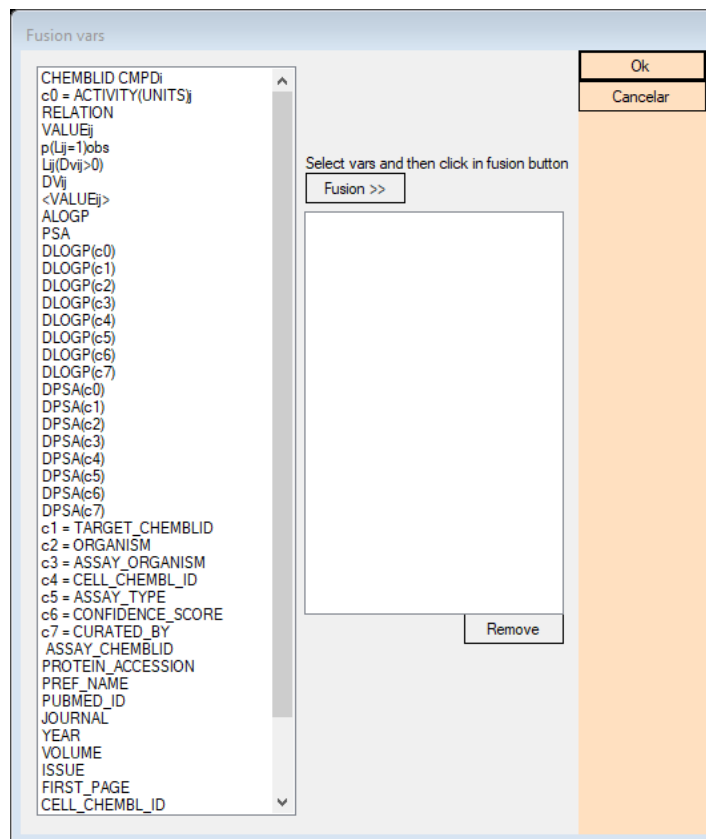 Fusion vars
CHEMBLID CMPDi
c0 = ACTIVITY(UNITS)j
RELATION
VALUEij
p(Lij=1)obs
Lij(Dvij>0)
DVij
<VALUEij>
ALOGP
PSA
DLOGP(c0)
DLOGP(c1)
DLOGP(c2)
DLOGP(c3)
DLOGP(c4)
DLOGP(c5)
DLOGP(c6)
DLOGP(c7)
DPSA(c0)
DPSA(c1)
DPSA(c2)
DPSA(c3)
DPSA(c4)
DPSA(c5)
DPSA(c6)
DPSA(c7)
c1 = TARGET_CHEMBLID
c2 = ORGANISM
c3 = ASSAY_ORGANISM
c4 = CELL_CHEMBL_ID
c5 = ASSAY_TYPE
c6 = CONFIDENCE_SCORE
c7 = CURATED_BY
ASSAY_CHEMBLID
PROTEIN_ACCESSION
PREF_NAME
PUBMED_ID
JOURNAL
YEAR
VOLUME
ISSUE
FIRST_PAGE
CELL_CHEMBL_ID
Select vars and then click in fusion button
Fusion >>
Remove
Ok
Cancelar